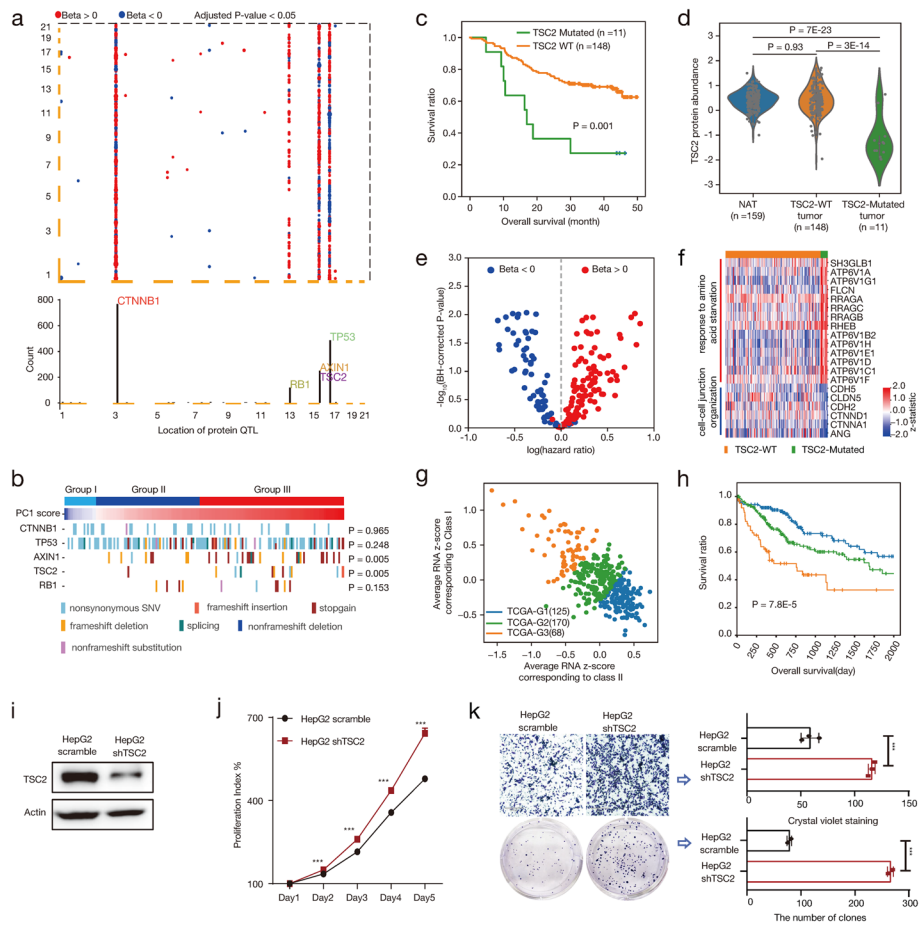 a
Beta > 0
Beta < 0
Adjusted P-value < 0.05
21
19
17
15
13
11
9
7
5
3
1
800
600
400
200
0
Count
CTNNB1
TP53
AXIN1
TSC2
RB1
1 3 5 7 9 11 13 15 17 19 21
Location of protein QTL
b
Group I Group II Group III
PC1 score
CTNNB1 P = 0.965
TP53 P = 0.248
AXIN1 P = 0.005
TSC2 P = 0.005
RB1 P = 0.153
nonsynonymous SNV frameshift insertion stopgain
frameshift deletion splicing nonframeshift deletion
nonframeshift substitution
c
TSC2 Mutated (n =11)
TSC2 WT (n =148)
1.0
0.8
0.6
0.4
0.2
0.0
Survival ratio
P = 0.001
0 10 20 30 40 50
Overall survival (month)
d
P = 7E-23
P = 0.93
P = 3E-14
3
2
1
0
-1
-2
-3
TSC2 protein abundance
NAT
(n =159)
TSC2-WT
tumor
(n =148)
TSC2-Mutated
tumor
(n =11)
e
Beta < 0
Beta > 0
3.0
2.5
2.0
1.5
1.0
0.5
0.0
-log10(BH-corrected P-value)
-1.0 -0.5 0.0 0.5 1.0
log(hazard ratio)
f
response to amino
acid starvation
cell-cell junction
organization
SH3GLB1
ATP6V1A
ATP6V1G1
FLCN
RRAGA
RRAGC
RRAGB
RHEB
ATP6V1B2
ATP6V1H
ATP6V1E1
ATP6V1D
ATP6V1C1
ATP6V1F
CDH5
CLDN5
CDH2
CTNND1
CTNNA1
ANG
2.0
1.0
0.0
-1.0
-2.0
z-statistic
TSC2-WT
TSC2-Mutated
g
1.0
0.5
0.0
-0.5
Average RNA z-score
corresponding to Class I
TCGA-G1(125)
TCGA-G2(170)
TCGA-G3(68)
-1.5 -1.0 -0.5 0.0 0.5
Average RNA z-score
corresponding to class II
h
1.0
0.8
0.6
0.4
0.2
0.0
Survival ratio
P = 7.8E-5
0 250 500 750 1000 1250 1500 1750 2000
Overall survival(day)
i
HepG2
scramble
HepG2
shTSC2
TSC2
Actin
j
HepG2 scramble
HepG2 shTSC2
700
400
100
Proliferation Index %
***
***
***
***
Day1 Day2 Day3 Day4 Day5
k
HepG2
scramble
HepG2
shTSC2
HepG2
scramble
HepG2
shTSC2
***
0 50 100 150
Crystal violet staining
HepG2
scramble
HepG2
shTSC2
***
0 100 200 300
The number of clones